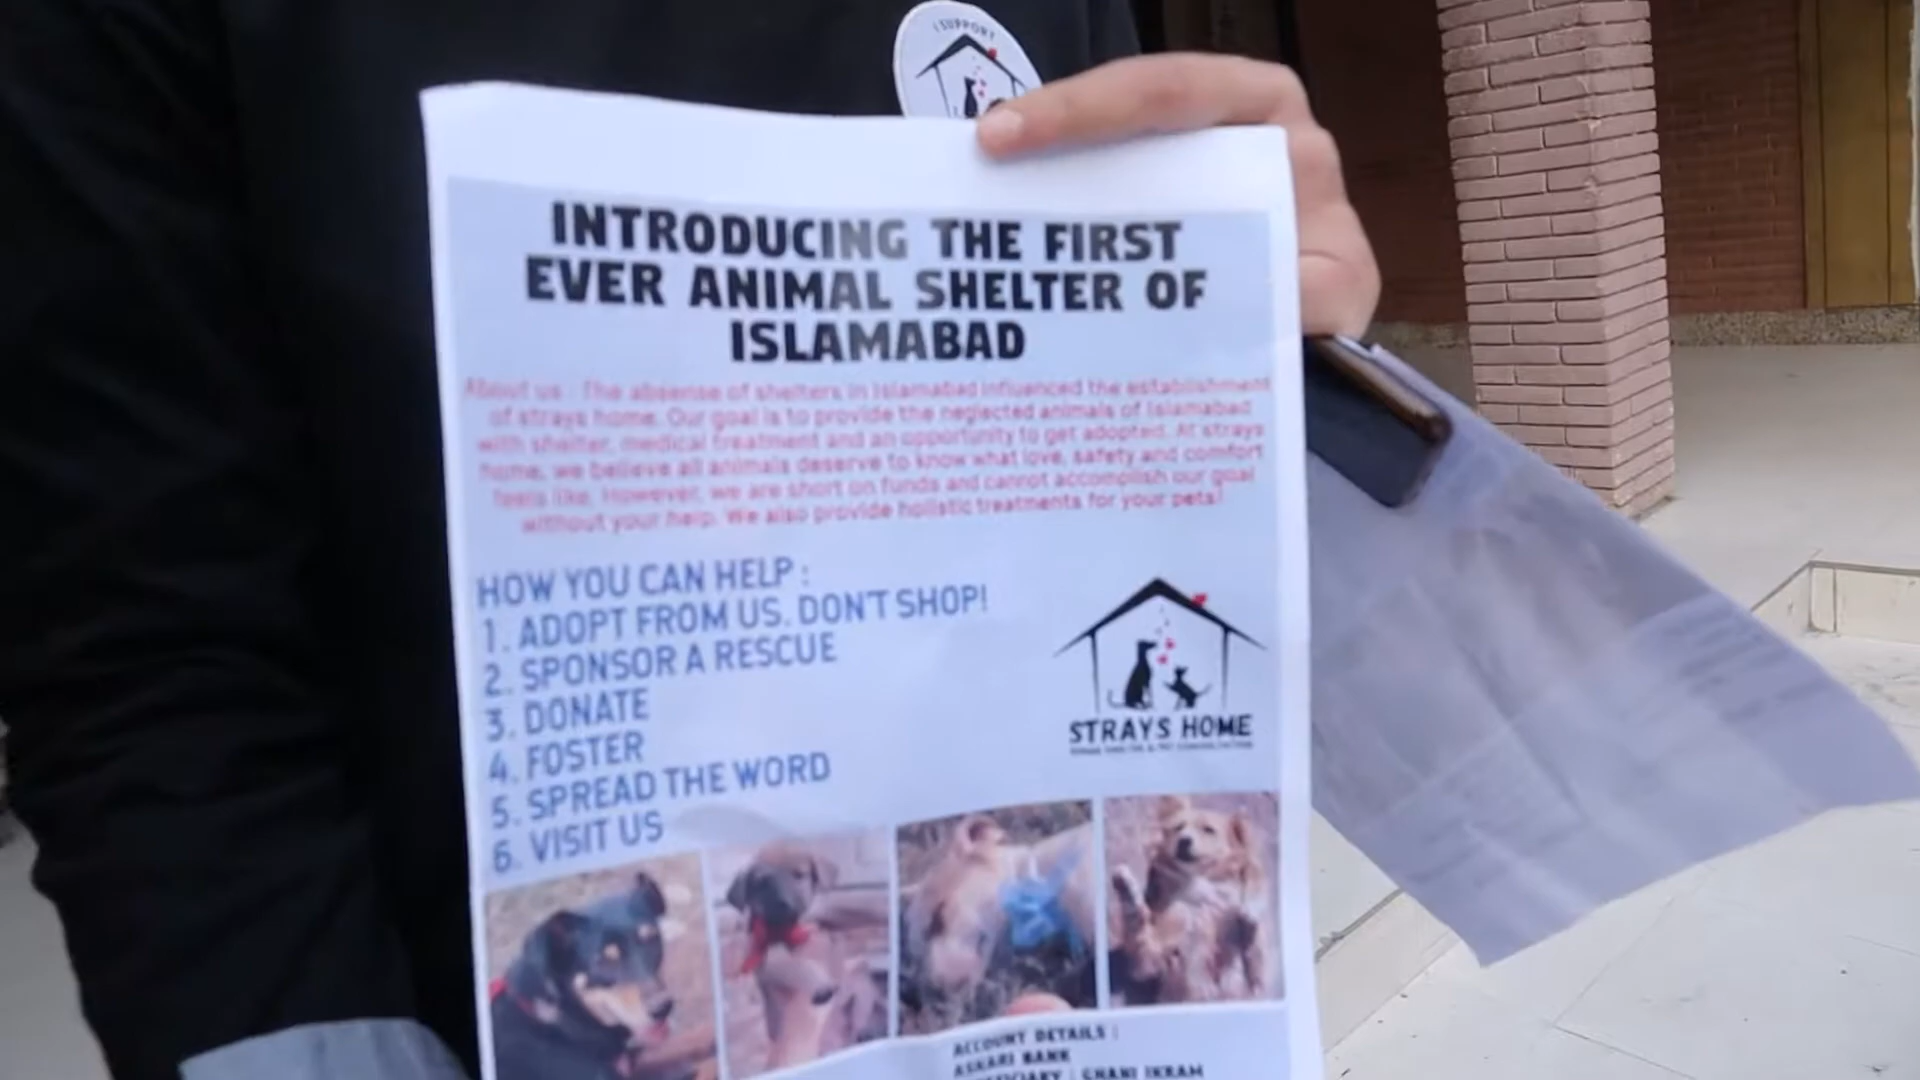 I SUPPORT
INTRODUCING THE FIRST
EVER ANIMAL SHELTER OF
ISLAMABAD
About us : The absense of shelters in Islamabad influenced the establishment
of strays home. Our goal is to provide the neglected animals of Islamabad
with shelter, medical treatment and an opportunity to get adopted. At strays
home, we believe all animals deserve to know what love, safety and comfort
feels like. However, we are short on funds and cannot accomplish our goal
without your help. We also provide holistic treatments for your pets!
HOW YOU CAN HELP :
1. ADOPT FROM US. DON'T SHOP!
2. SPONSOR A RESCUE
3. DONATE
4. FOSTER
5. SPREAD THE WORD
6. VISIT US
STRAYS HOME
ACCOUNT DETAILS :
ASKARI BANK
: GHANI IKRAM